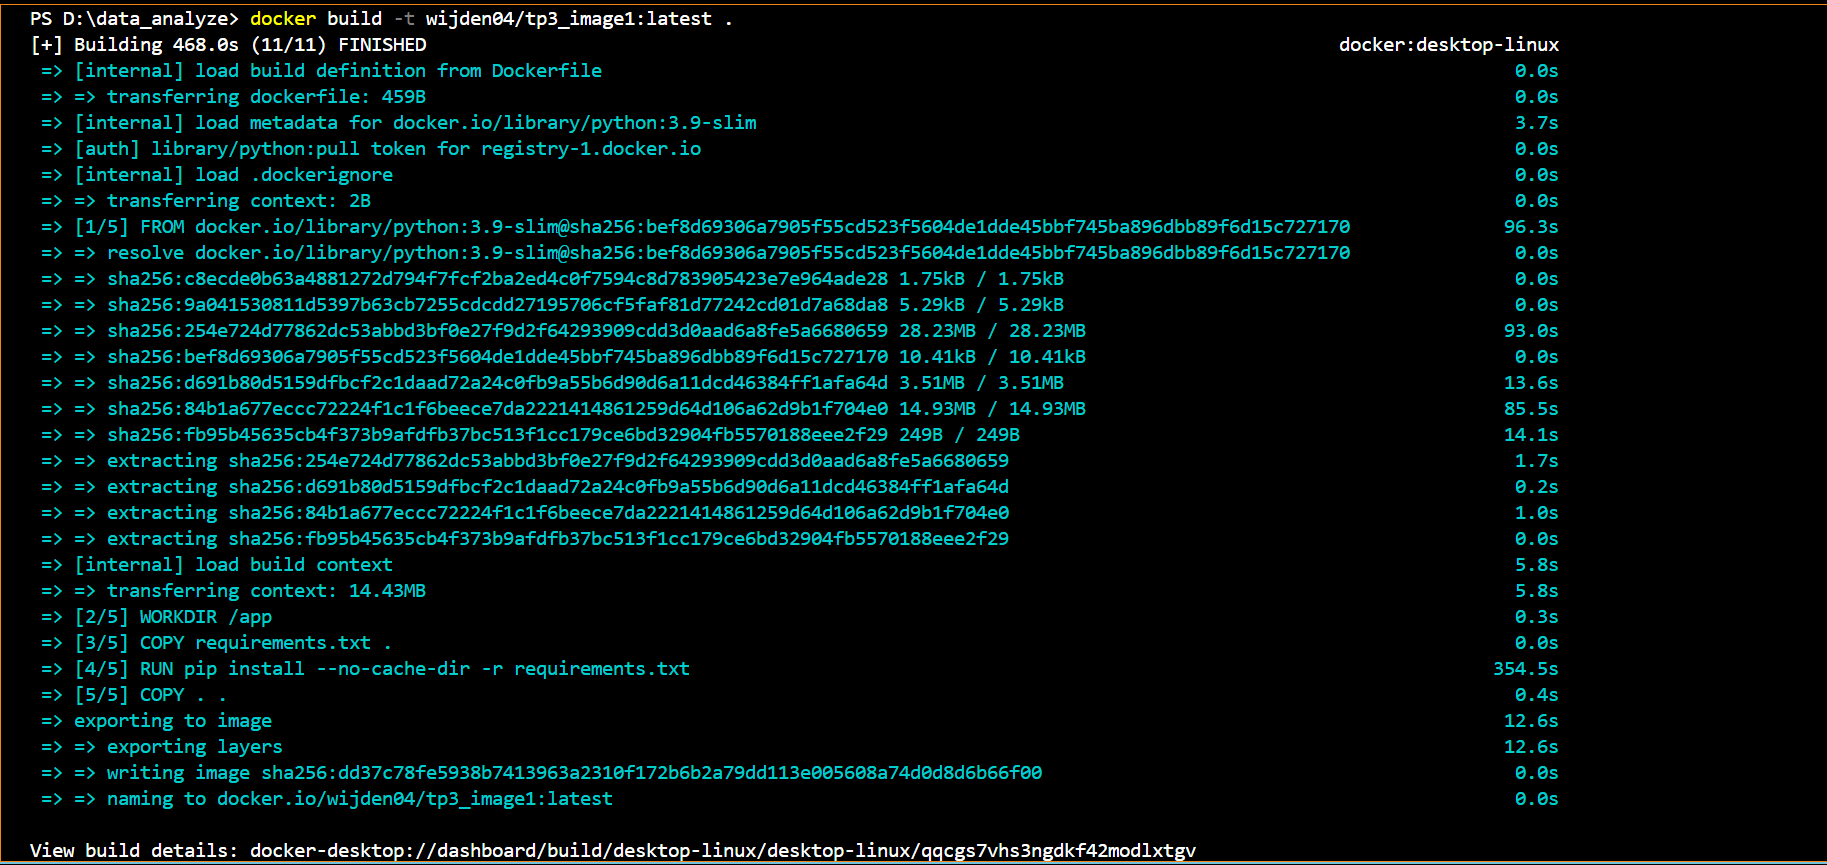 PS D:\data_analyze> docker build -t wijden04/tp3_image1:latest .
[+] Building 468.0s (11/11) FINISHED docker:desktop-linux
=> [internal] load build definition from Dockerfile 0.0s
=> => transferring dockerfile: 459B 0.0s
=> [internal] load metadata for docker.io/library/python:3.9-slim 3.7s
=> [auth] library/python:pull token for registry-1.docker.io 0.0s
=> [internal] load .dockerignore 0.0s
=> => transferring context: 2B 0.0s
=> [1/5] FROM docker.io/library/python:3.9-slim@sha256:bef8d69306a7905f55cd523f5604de1dde45bbf745ba896dbb89f6d15c727170 96.3s
=> => resolve docker.io/library/python:3.9-slim@sha256:bef8d69306a7905f55cd523f5604de1dde45bbf745ba896dbb89f6d15c727170 0.0s
=> => sha256:c8ecde0b63a4881272d794f7fcf2ba2ed4c0f7594c8d783905423e7e964ade28 1.75kB / 1.75kB 0.0s
=> => sha256:9a041530811d5397b63cb7255cdcdd27195706cf5faf81d77242cd01d7a68da8 5.29kB / 5.29kB 0.0s
=> => sha256:254e724d77862dc53abbd3bf0e27f9d2f64293909cdd3d0aad6a8fe5a6680659 28.23MB / 28.23MB 93.0s
=> => sha256:bef8d69306a7905f55cd523f5604de1dde45bbf745ba896dbb89f6d15c727170 10.41kB / 10.41kB 0.0s
=> => sha256:d691b80d5159dfbcf2c1daad72a24c0fb9a55b6d90d6a11dcd46384ff1afa64d 3.51MB / 3.51MB 13.6s
=> => sha256:84b1a677eccc72224f1c1f6beece7da2221414861259d64d106a62d9b1f704e0 14.93MB / 14.93MB 85.5s
=> => sha256:fb95b45635cb4f373b9afdfb37bc513f1cc179ce6bd32904fb5570188eee2f29 249B / 249B 14.1s
=> => extracting sha256:254e724d77862dc53abbd3bf0e27f9d2f64293909cdd3d0aad6a8fe5a6680659 1.7s
=> => extracting sha256:d691b80d5159dfbcf2c1daad72a24c0fb9a55b6d90d6a11dcd46384ff1afa64d 0.2s
=> => extracting sha256:84b1a677eccc72224f1c1f6beece7da2221414861259d64d106a62d9b1f704e0 1.0s
=> => extracting sha256:fb95b45635cb4f373b9afdfb37bc513f1cc179ce6bd32904fb5570188eee2f29 0.0s
=> [internal] load build context 5.8s
=> => transferring context: 14.43MB 5.8s
=> [2/5] WORKDIR /app 0.3s
=> [3/5] COPY requirements.txt . 0.0s
=> [4/5] RUN pip install --no-cache-dir -r requirements.txt 354.5s
=> [5/5] COPY . . 0.4s
=> exporting to image 12.6s
=> => exporting layers 12.6s
=> => writing image sha256:dd37c78fe5938b7413963a2310f172b6b2a79dd113e005608a74d0d8d6b66f00 0.0s
=> => naming to docker.io/wijden04/tp3_image1:latest 0.0s
View build details: docker-desktop://dashboard/build/desktop-linux/desktop-linux/qqcgs7vhs3ngdkf42modlxtgv